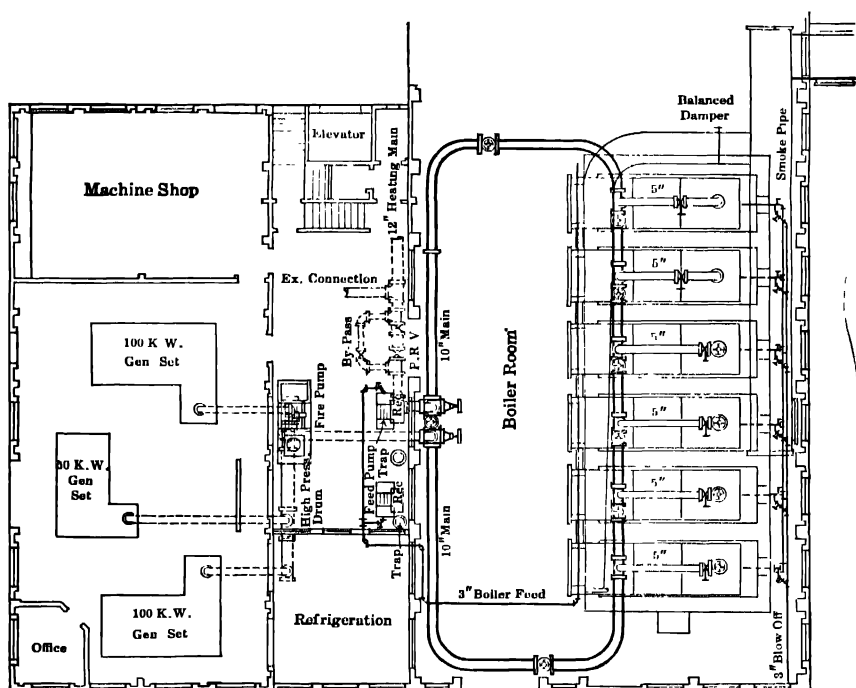 Balanced
Damper
Smoke Pipe
Elevator
Machine Shop
12" Heating Main
5"
Ex. Connection
5"
By-Pass
P.R.V
10" Main
Boiler Room
100 K.W.
Gen Set
5"
Fire Pump
Rec
5"
Feed Pump
Trap
High Press.
Drum
K.W.
Gen
Set
Rec
5"
Trap
10" Main
5"
3" Boiler Feed
100 K.W.
Gen Set
Refrigeration
Office
3" Blow Off